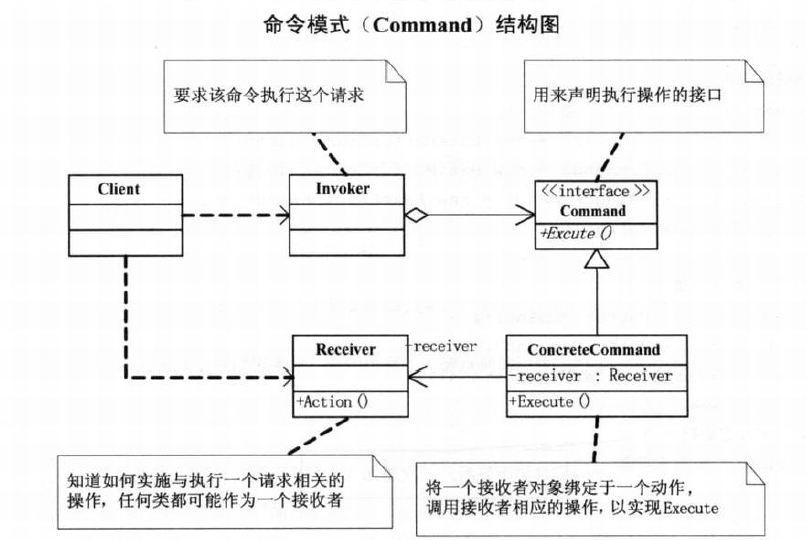 命令模式（Command）结构图
要求该命令执行这个请求
用来声明执行操作的接口
Client
Invoker
<<interface >>
Command
+Excute()
Receiver
-receiver
ConcreteCommand
-receiver : Receiver
+Action()
+Execute()
知道如何实施与执行一个请求相关的
操作，任何类都可能作为一个接收者
将一个接收者对象绑定于一个动作，
调用接收者相应的操作，以实现Execute